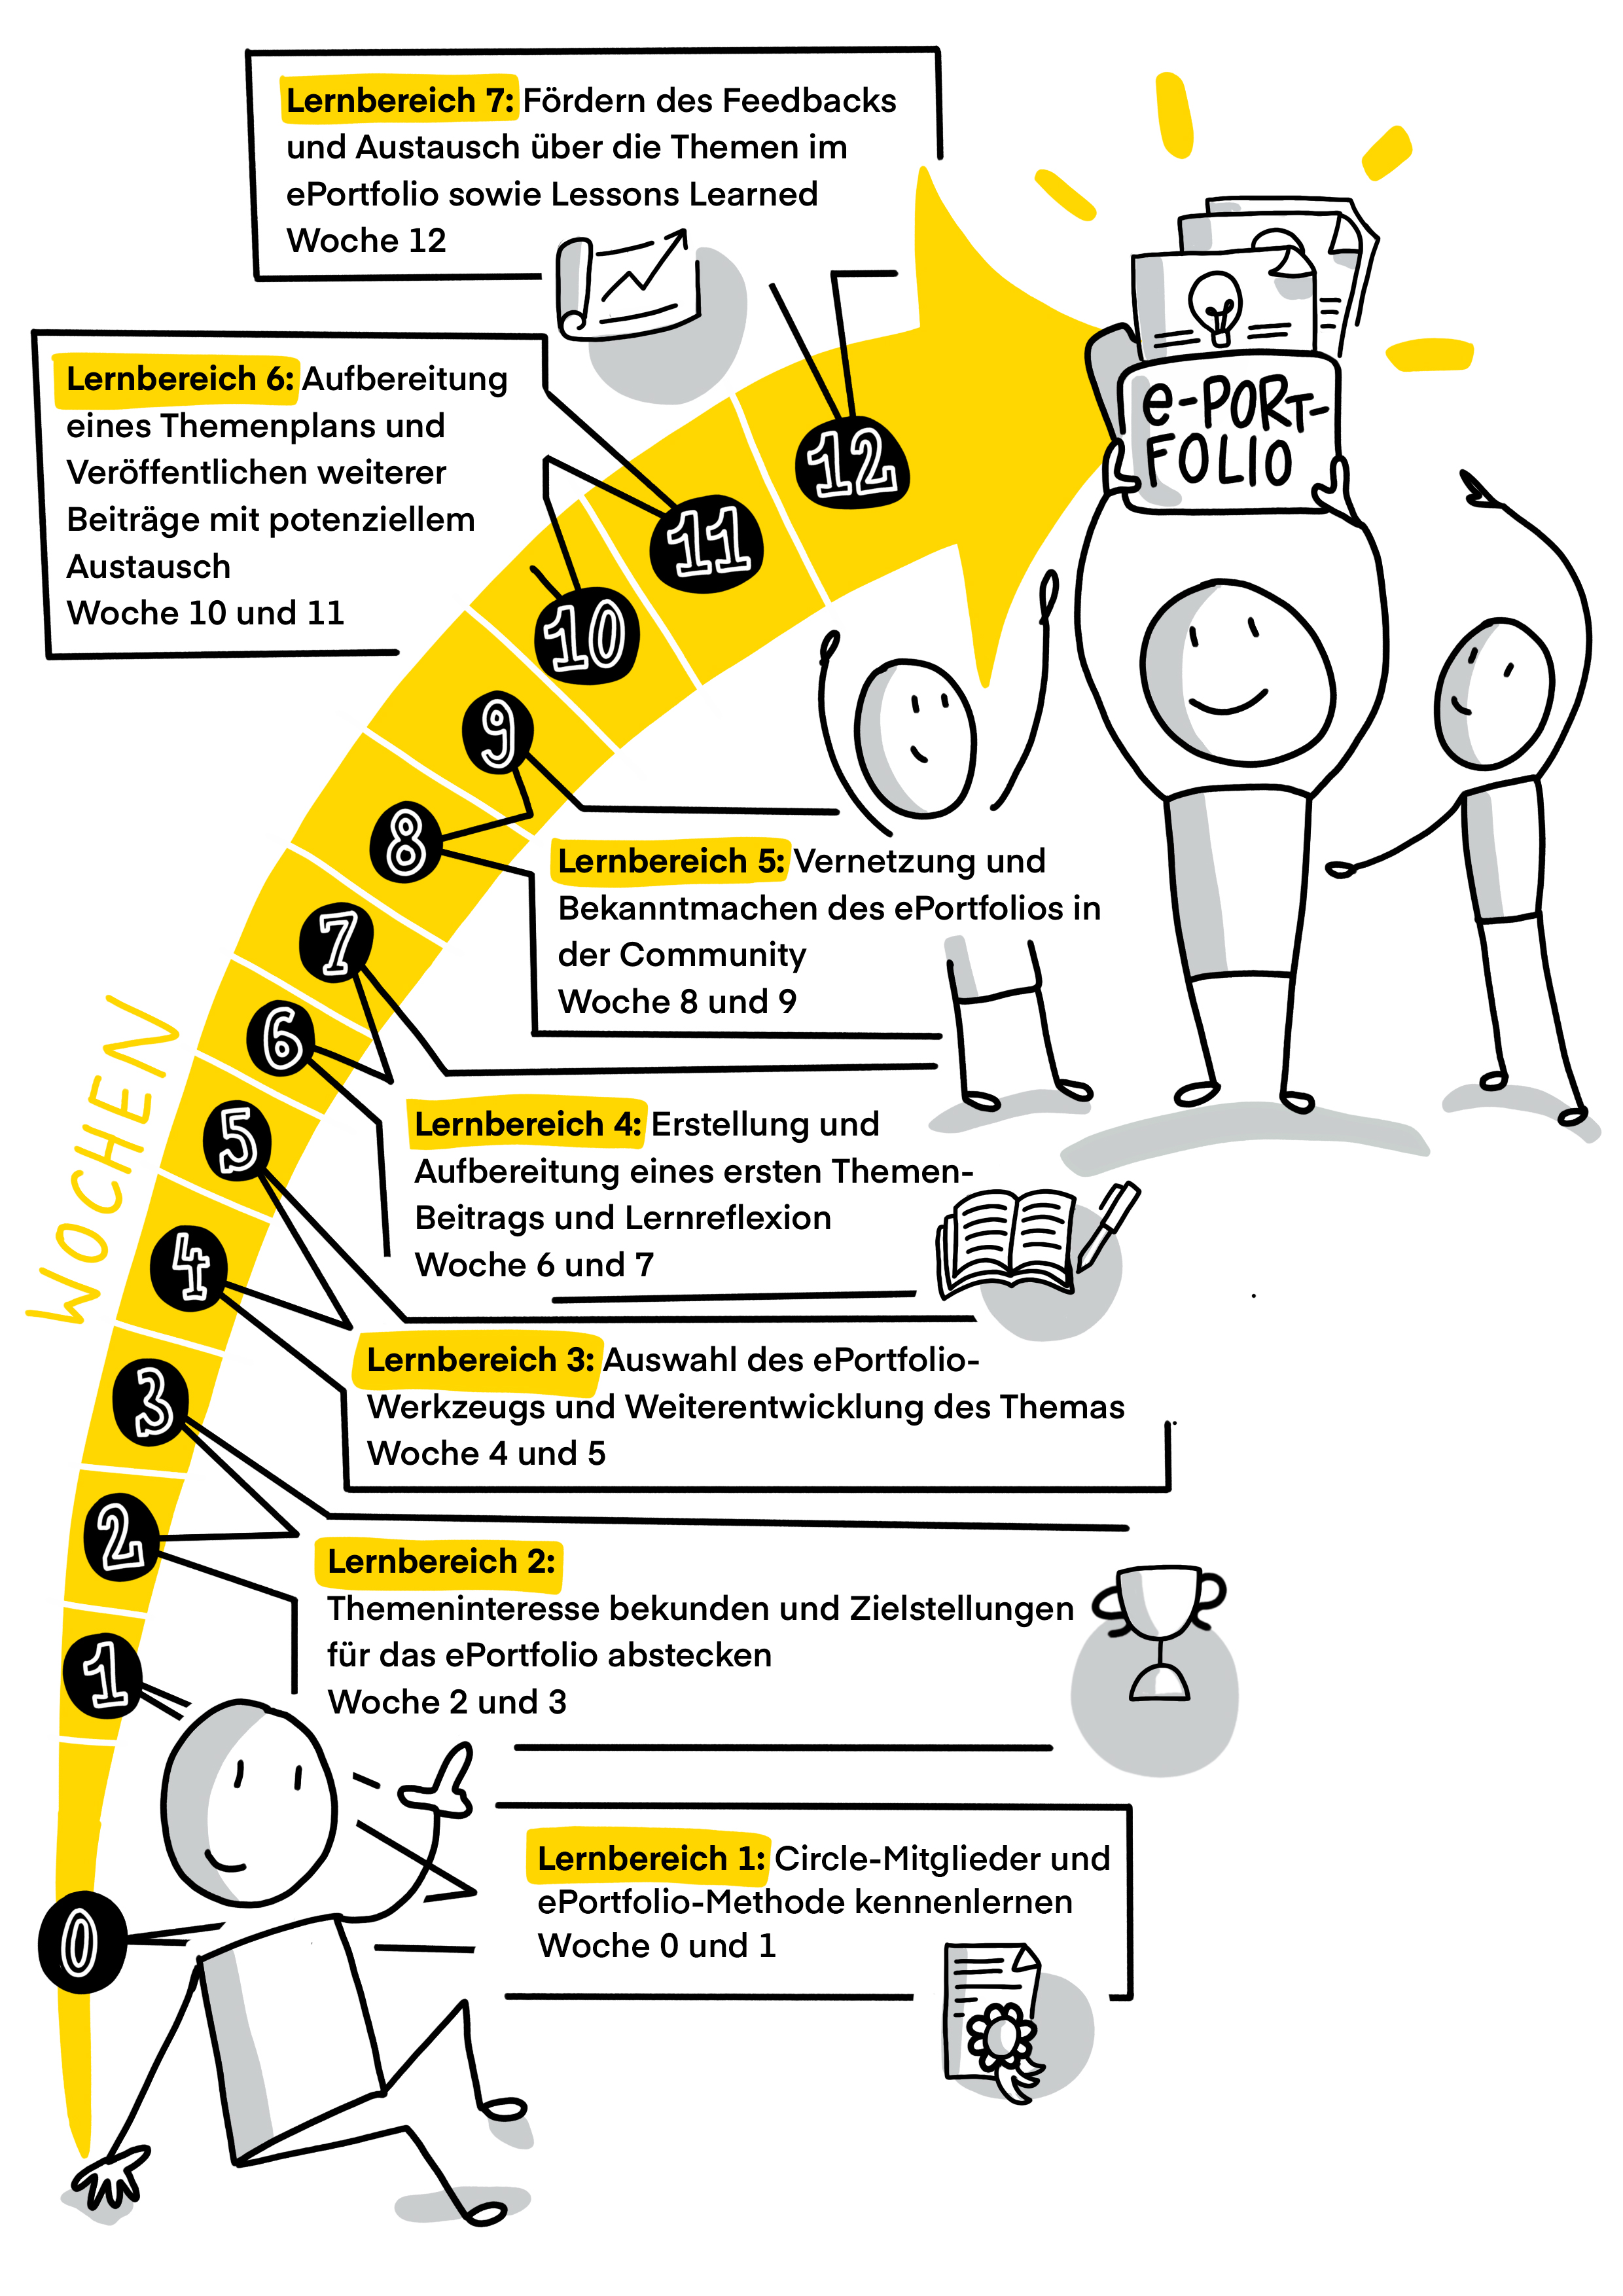 Lernbereich 7: Fördern des Feedbacks
und Austausch über die Themen im
ePortfolio sowie Lessons Learned
Woche 12
Lernbereich 6: Aufbereitung
eines Themenplans und
Veröffentlichen weiterer
Beiträge mit potenziellem
Austausch
Woche 10 und 11
e-PORT-
FOLIO
12
11
10
9
8
Lernbereich 5: Vernetzung und
Bekanntmachen des ePortfolios in
der Community
Woche 8 und 9
7
6
Lernbereich 4: Erstellung und
Aufbereitung eines ersten Themen-
Beitrags und Lernreflexion
Woche 6 und 7
WOCHEN
5
4
Lernbereich 3: Auswahl des ePortfolio-
Werkzeugs und Weiterentwicklung des Themas
Woche 4 und 5
3
2
Lernbereich 2:
Themeninteresse bekunden und Zielstellungen
für das ePortfolio abstecken
Woche 2 und 3
1
0
Lernbereich 1: Circle-Mitglieder und
ePortfolio-Methode kennenlernen
Woche 0 und 1